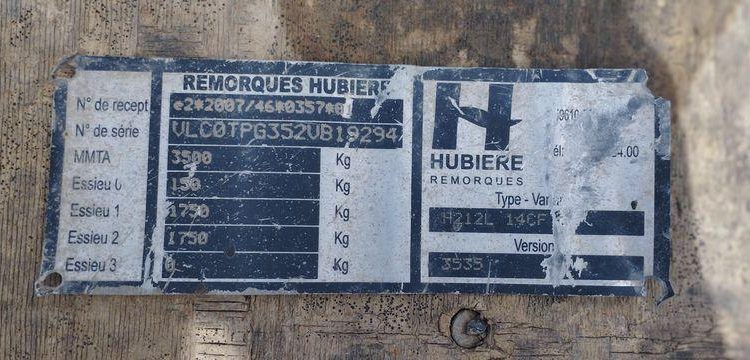 REMORQUES HUBIERE
N° de recept e2*2007/46*0357*0
N° de série VLC0TPG352VB19294
MMTA 3500 Kg
Essieu 0 150 Kg
Essieu 1 1750 Kg
Essieu 2 1750 Kg
Essieu 3 0 Kg
H
HUBIERE
REMORQUES
Type - Var
H212L 14CF
Version
3535